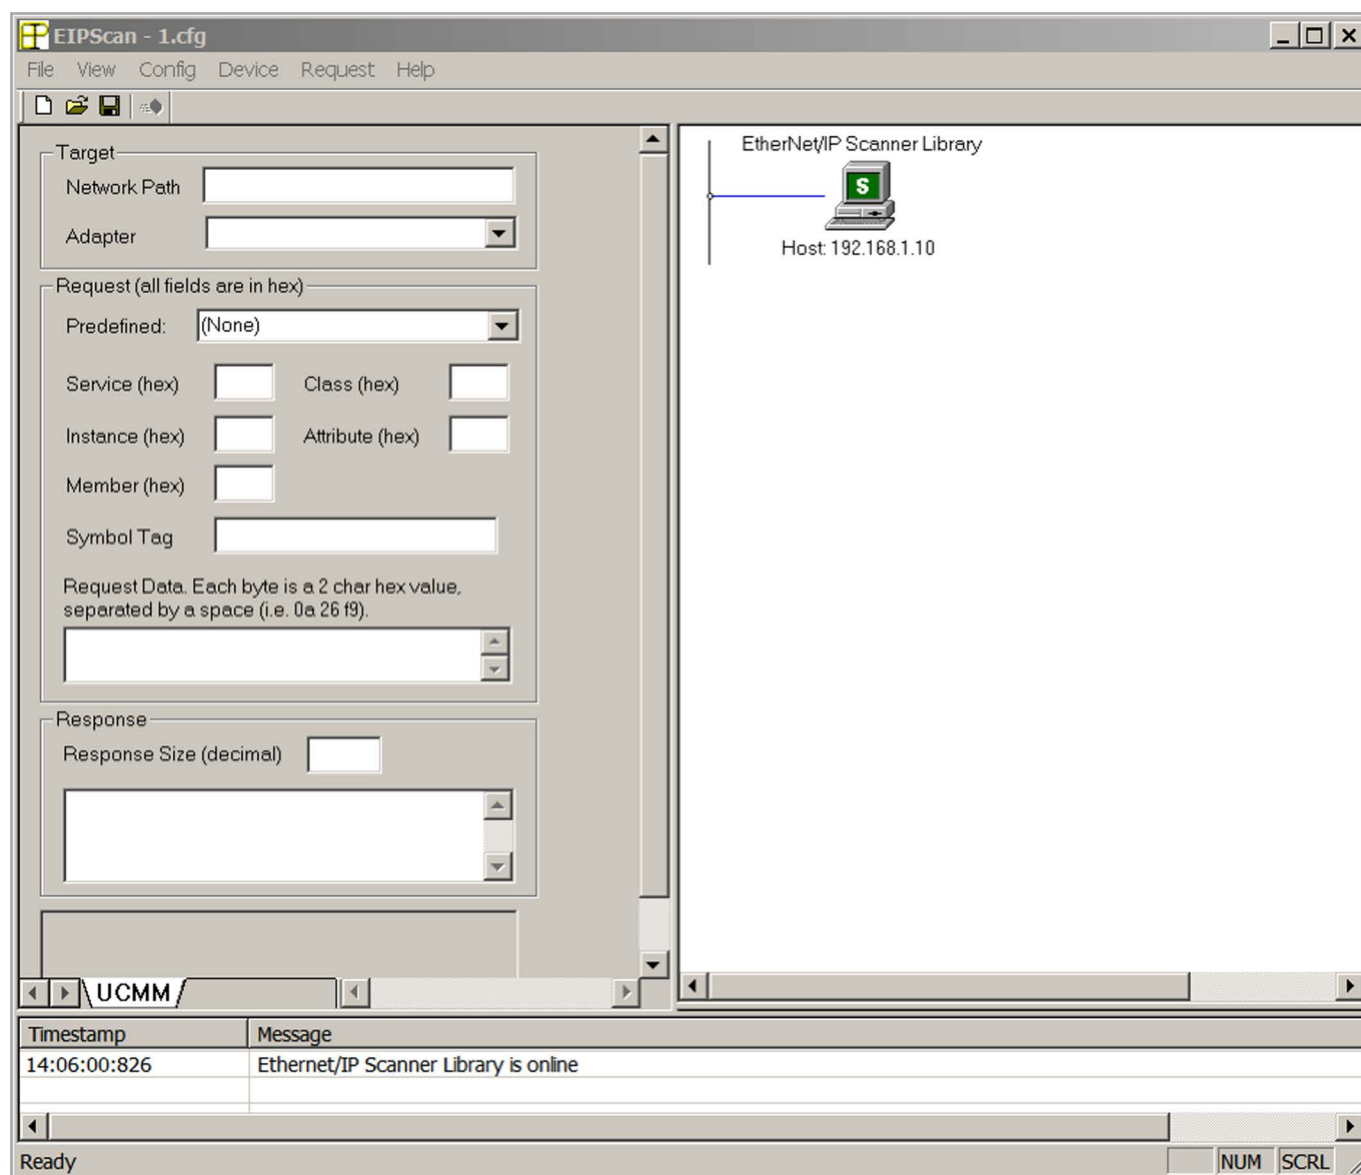 EIPScan - 1.cfg
File View Config Device Request Help
Target
Network Path
Adapter
Request (all fields are in hex)
Predefined: (None)
Service (hex) Class (hex)
Instance (hex) Attribute (hex)
Member (hex)
Symbol Tag
Request Data. Each byte is a 2 char hex value,
separated by a space (i.e. 0a 26 f9).
Response
Response Size (decimal)
UCMM
EtherNet/IP Scanner Library
S
Host: 192.168.1.10
Timestamp Message
14:06:00:826 Ethernet/IP Scanner Library is online
Ready NUM SCRL